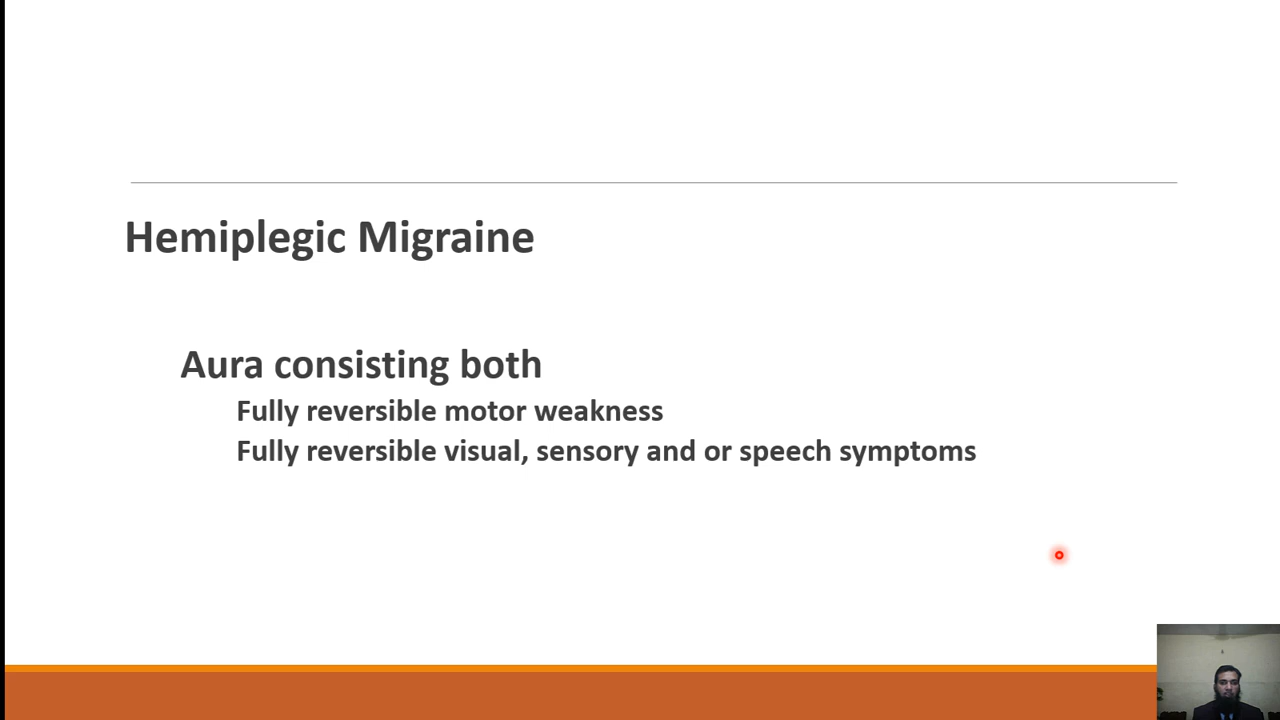 Hemiplegic Migraine
Aura consisting both
Fully reversible motor weakness
Fully reversible visual, sensory and or speech symptoms